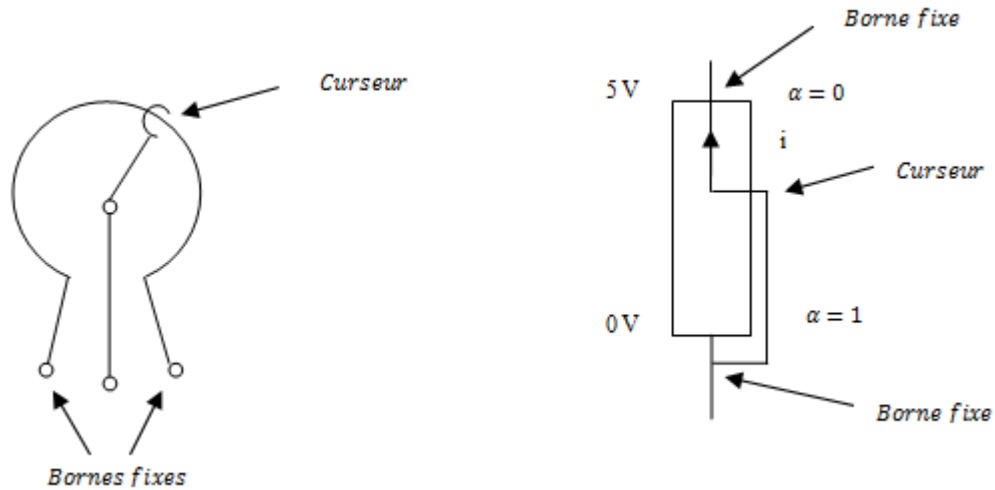 Curseur
Bornes fixes
Borne fixe
5 V
α = 0
i
Curseur
0 V
α = 1
Borne fixe